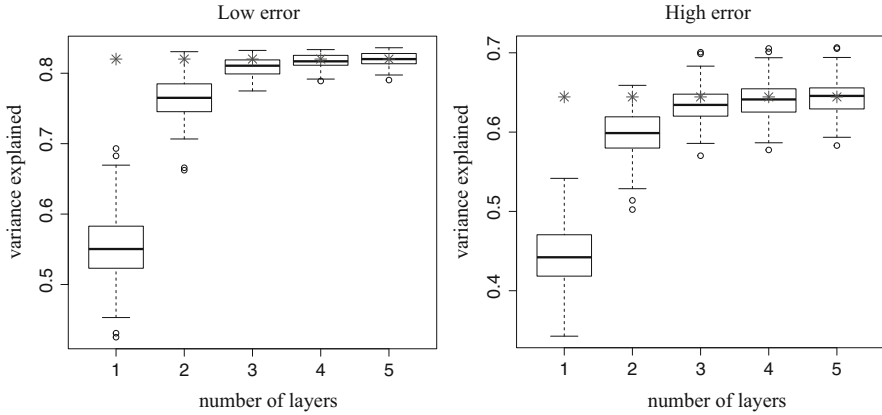 Low error
variance explained
0.8
0.7
0.6
0.5
1 2 3 4 5
number of layers
High error
variance explained
0.7
0.6
0.5
0.4
1 2 3 4 5
number of layers